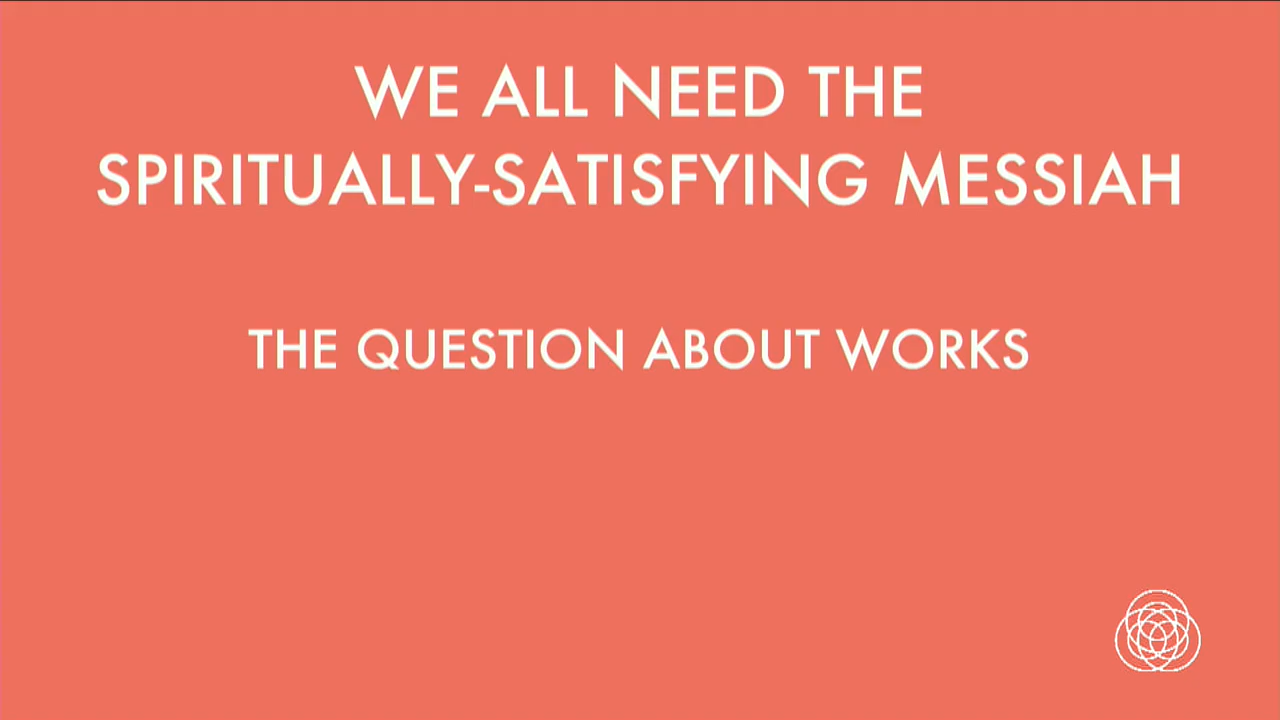 WE ALL NEED THE
SPIRITUALLY-SATISFYING MESSIAH
THE QUESTION ABOUT WORKS